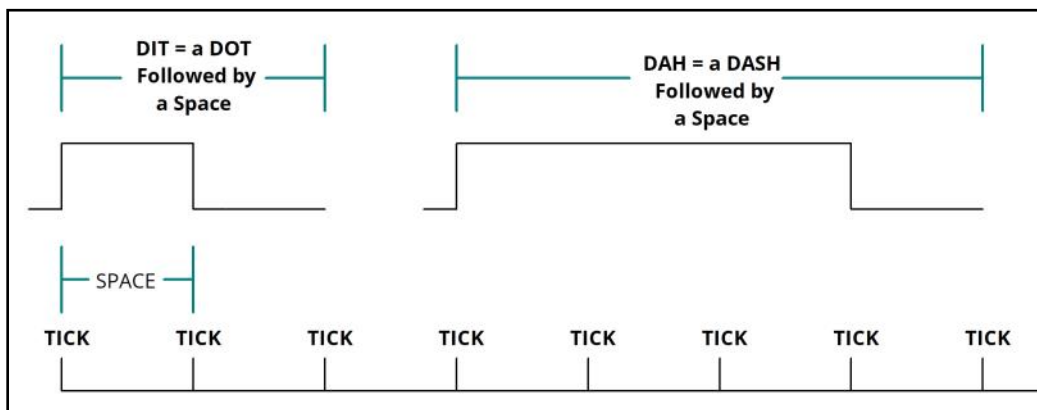 DIT = a DOT
Followed by
a Space
DAH = a DASH
Followed by
a Space
SPACE
TICK TICK TICK TICK TICK TICK TICK TICK